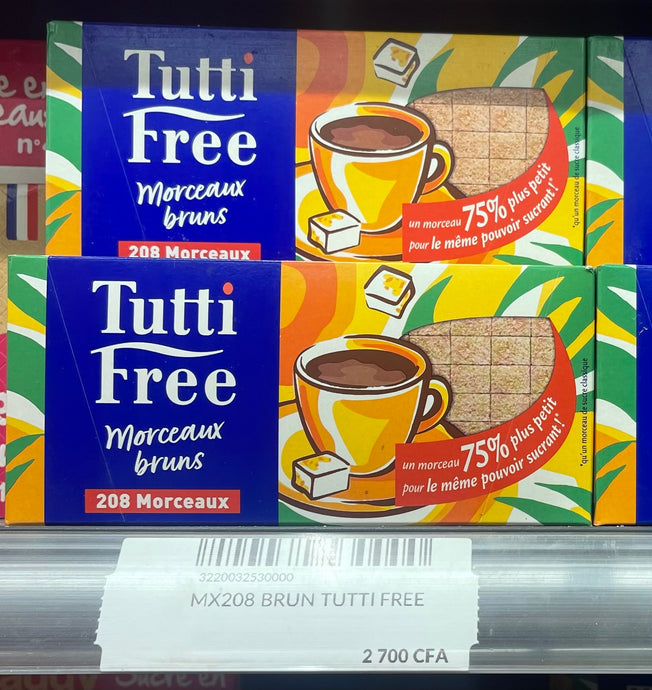 Tutti
Free
Morceaux
bruns
208 Morceaux
un morceau 75% plus petit
pour le même pouvoir sucrant!*
*qu'un morceau de sucre classique
Tutti
Free
Morceaux
bruns
208 Morceaux
un morceau 75% plus petit
pour le même pouvoir sucrant!*
*qu'un morceau de sucre classique
3220032530000
MX208 BRUN TUTTI FREE
2 700 CFA
Sucre en